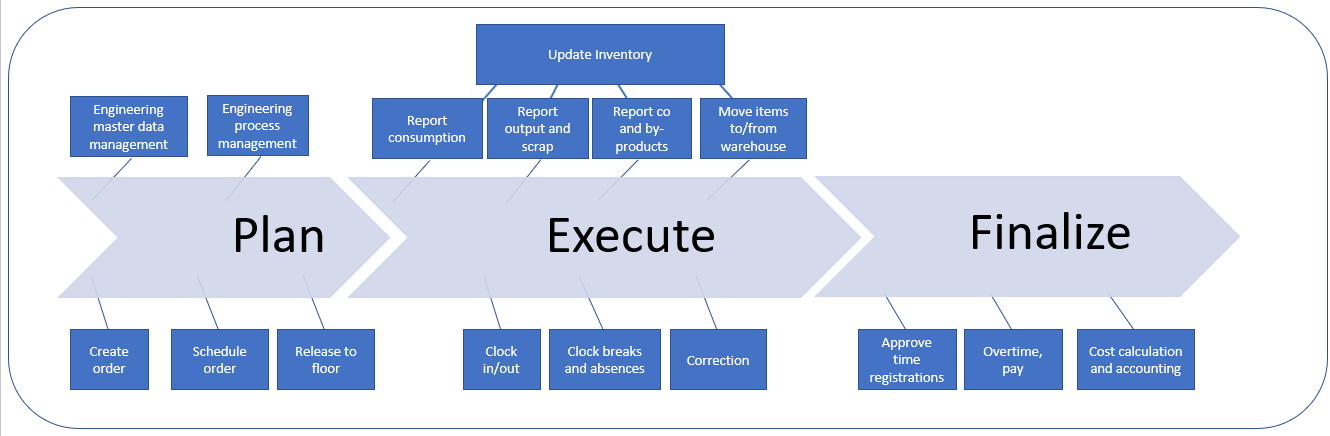 Update Inventory
Engineering
master data
management
Engineering
process
management
Report
consumption
Report
output and
scrap
Report co
and by-
products
Move items
to/from
warehouse
Plan
Execute
Finalize
Create
order
Schedule
order
Release to
floor
Clock
in/out
Clock breaks
and absences
Correction
Approve
time
registrations
Overtime,
pay
Cost calculation
and accounting